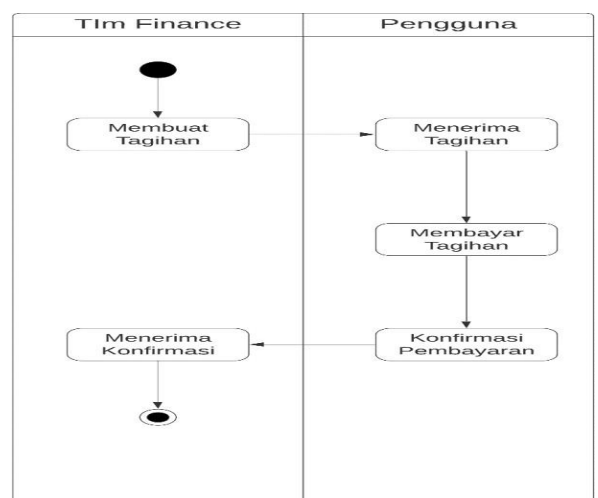 TIm Finance
Pengguna
Membuat
Tagihan
Menerima
Tagihan
Membayar
Tagihan
Konfirmasi
Pembayaran
Menerima
Konfirmasi